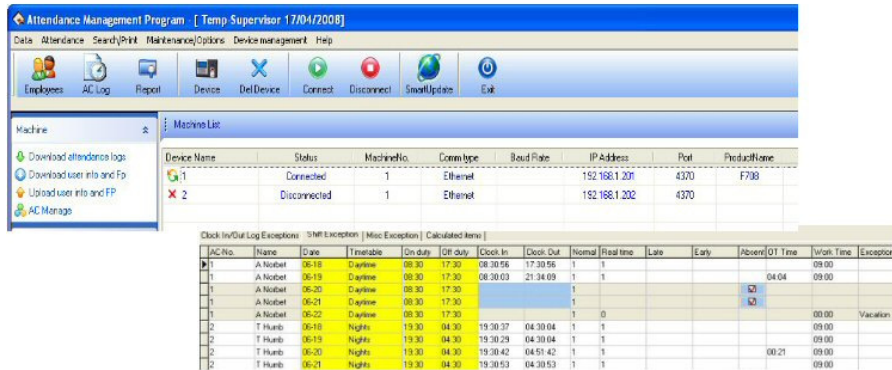 Attendance Management Program - [ Temp-Supervisor 17/04/2008]
Data Attendance Search/Print Maintenance/Options Device management Help
Employees AC Log Report Device Del Device Connect Disconnect SmartUpdate Exit
Machine Machine List
Device Name Status MachineNo. Comm type Baud Rate IP Address Port ProductName
Download attendance logs
1 Connected 1 Ethernet 192.168.1.201 4370 F708
Download user info and Fp
2 Disconnected 1 Ethernet 192.168.1.202 4370
Upload user info and FP
AC Manage
Clock In/Out Log Exceptions Shift Exception Misc Exception Calculated items
AC-No. Name Date Timetable On duty Off duty Clock In Clock Out Normal Real time Late Early Absent OT Time Work Time Exception
1 A Norbet 06-18 Daytime 08:30 17:30 08:30:56 17:30:56 1 1 09:00
1 A Norbet 06-19 Daytime 08:30 17:30 08:30:03 21:34:09 1 1 04:04 09:00
1 A Norbet 06-20 Daytime 08:30 17:30 1
1 A Norbet 06-21 Daytime 08:30 17:30 1
1 A Norbet 06-22 Daytime 08:30 17:30 1 0 00:00 Vacation
2 T Humb 06-18 Nights 19:30 04:30 19:30:37 04:30:04 1 1 09:00
2 T Humb 06-19 Nights 19:30 04:30 19:30:29 04:30:04 1 1 09:00
2 T Humb 06-20 Nights 19:30 04:30 19:30:42 04:51:42 1 1 00:21 09:00
2 T Humb 06-21 Nights 19:30 04:30 19:30:53 04:30:53 1 1 09:00